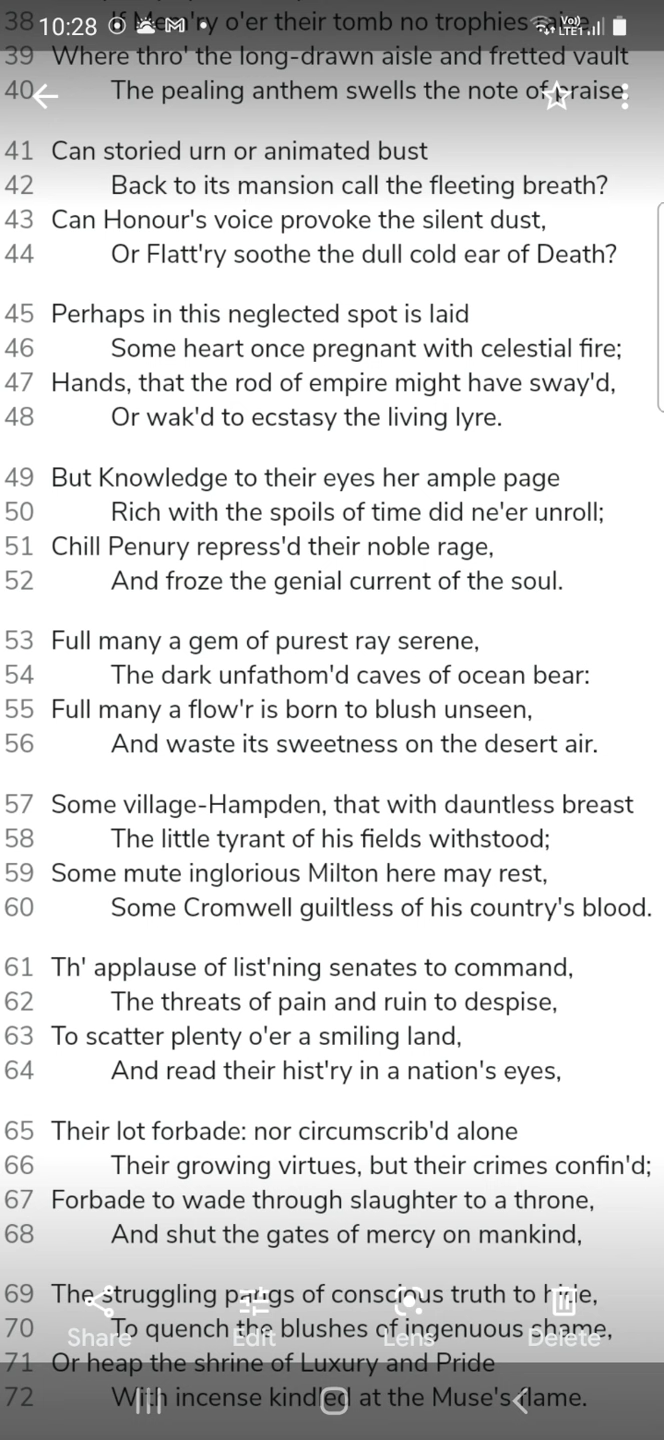 10:28
Vo))
LTE1
38 If Mem'ry o'er their tomb no trophies raise,
39 Where thro' the long-drawn aisle and fretted vault
40 The pealing anthem swells the note of praise.
41 Can storied urn or animated bust
42 Back to its mansion call the fleeting breath?
43 Can Honour's voice provoke the silent dust,
44 Or Flatt'ry soothe the dull cold ear of Death?
45 Perhaps in this neglected spot is laid
46 Some heart once pregnant with celestial fire;
47 Hands, that the rod of empire might have sway'd,
48 Or wak'd to ecstasy the living lyre.
49 But Knowledge to their eyes her ample page
50 Rich with the spoils of time did ne'er unroll;
51 Chill Penury repress'd their noble rage,
52 And froze the genial current of the soul.
53 Full many a gem of purest ray serene,
54 The dark unfathom'd caves of ocean bear:
55 Full many a flow'r is born to blush unseen,
56 And waste its sweetness on the desert air.
57 Some village-Hampden, that with dauntless breast
58 The little tyrant of his fields withstood;
59 Some mute inglorious Milton here may rest,
60 Some Cromwell guiltless of his country's blood.
61 Th' applause of list'ning senates to command,
62 The threats of pain and ruin to despise,
63 To scatter plenty o'er a smiling land,
64 And read their hist'ry in a nation's eyes,
65 Their lot forbade: nor circumscrib'd alone
66 Their growing virtues, but their crimes confin'd;
67 Forbade to wade through slaughter to a throne,
68 And shut the gates of mercy on mankind,
69 The struggling pangs of conscious truth to hide,
70 To quench the blushes of ingenuous shame,
Share Edit Lens Delete
71 Or heap the shrine of Luxury and Pride
72 With incense kindled at the Muse's flame.